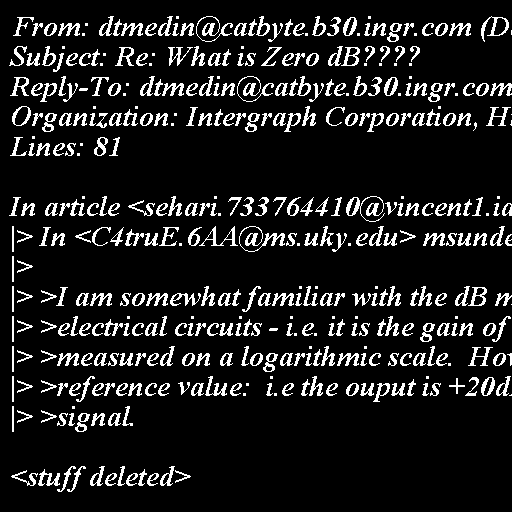 From: dtmedin@catbyte.b30.ingr.com
Subject: Re: What is Zero dB????
Reply-To: dtmedin@catbyte.b30.ingr.com
Organization: Intergraph Corporation,
Lines: 81
In article <sehari.733764410@vincent1.ia
|> In <C4truE.6AA@ms.uky.edu> msunde
|>
|> >I am somewhat familiar with the dB
|> >electrical circuits - i.e. it is the gain of
|> >measured on a logarithmic scale.
|> >reference value:  i.e the ouput is +20d
|> >signal.
<stuff deleted>